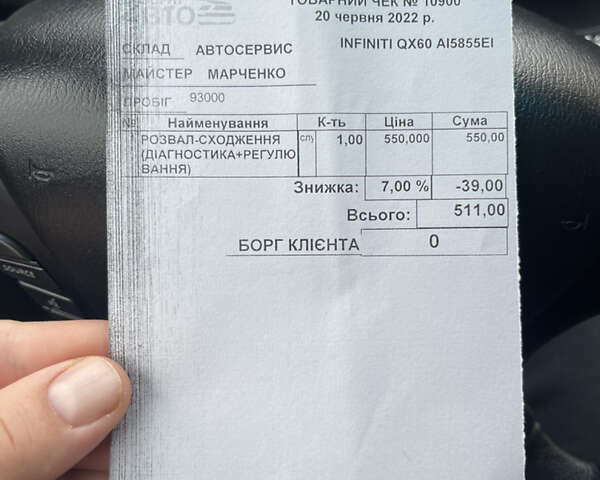 АВТО
ТОВАРНИЙ ЧЕК № 10900
20 червня 2022 р.
СКЛАД АВТОСЕРВИС
INFINITI QX60 AI5855EI
МАЙСТЕР МАРЧЕНКО
ПРОБІГ 93000
№ Найменування К-ть Ціна Сума
РОЗВАЛ-СХОДЖЕННЯ 1,00 550,000 550,00
(ДІАГНОСТИКА+РЕГУЛЮ
ВАННЯ)
Знижка: 7,00 % -39,00
Всього: 511,00
БОРГ КЛІЄНТА 0
SOURCE